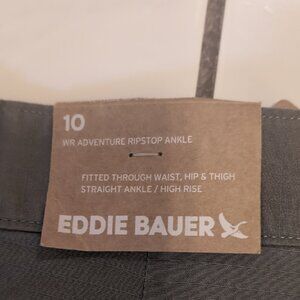 10
WR ADVENTURE RIPSTOP ANKLE
FITTED THROUGH WAIST, HIP & THIGH
STRAIGHT ANKLE / HIGH RISE
EDDIE BAUER